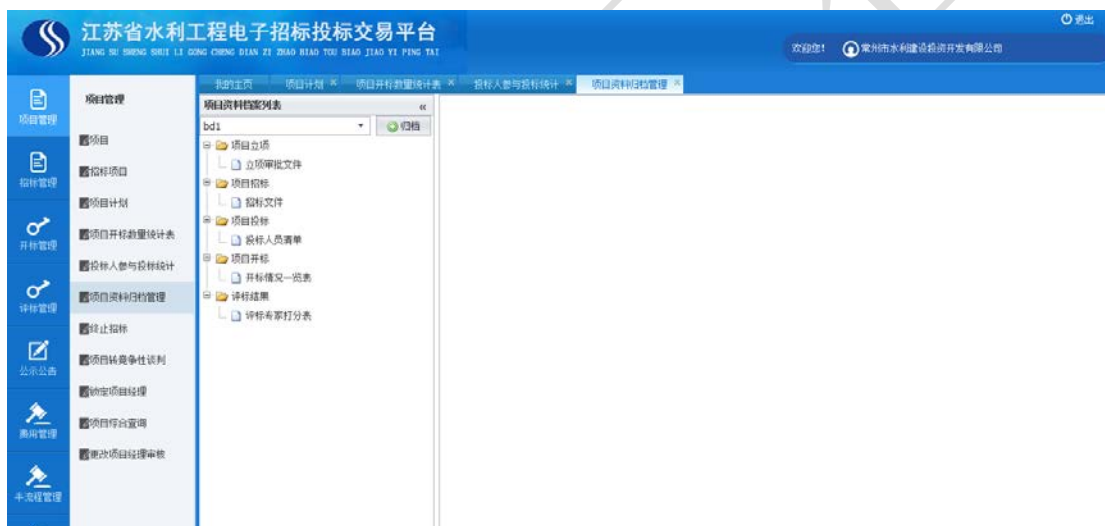 江苏省水利工程电子招标投标交易平台
JIANG SU SHENG SHUI LI GONG CHENG DIAN ZI ZHAO BIAO TOU BIAO JIAO YI PING TAI
退出
欢迎您! 常州市水利建设投资开发有限公司
我的主页 项目计划 × 项目开标数量统计表 × 投标人参与投标统计 × 项目资料归档管理 ×
项目管理
招标管理
开标管理
评标管理
公示公告
费用管理
半流程管理
项目管理
项目
招标项目
项目计划
项目开标数量统计表
投标人参与投标统计
项目资料归档管理
终止招标
项目转竞争性谈判
锁定项目经理
项目综合查询
更改项目经理审核
项目资料档案列表 «
bd1 归档
项目立项
立项审批文件
项目招标
招标文件
项目投标
投标人员清单
项目开标
开标情况一览表
评标结果
评标专家打分表